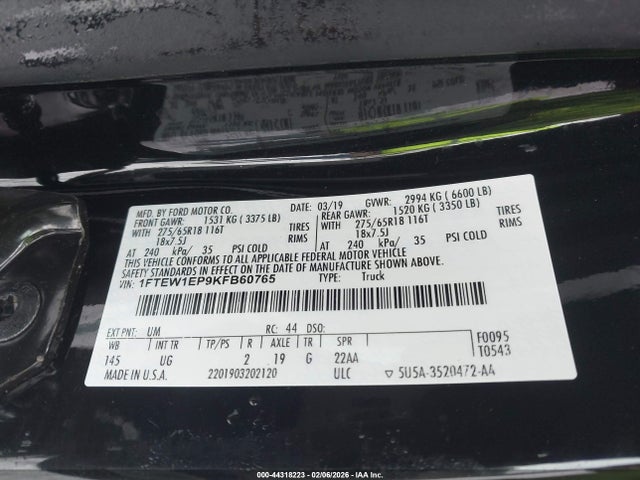 MFD. BY FORD MOTOR CO. 03/19 GVWR: 2994 KG (6600 LB)
FRONT GAWR: 1531 KG (3375 LB) REAR GAWR: 1520 KG (3350 LB)
WITH 275/65R18 116T TIRES WITH 275/65R18 116T TIRES
18x7.5J RIMS 18x7.5J RIMS
AT 240 kPa/ 35 PSI COLD AT 240 kPa/ 35 PSI COLD
THIS VEHICLE CONFORMS TO ALL APPLICABLE FEDERAL MOTOR VEHICLE
SAFETY STANDARDS IN EFFECT ON THE DATE OF MANUFACTURE SHOWN ABOVE.
VIN: 1FTEW1EP9KFB60765 TYPE: Truck
EXT PNT: UM RC: 44 DSO:
WB INT TR TP/PS R AXLE TR SPR F0095
145 UG 2 19 G 22AA T0543
MADE IN U.S.A. 2201903202120 ULC ▽ 5U5A-3520472-AA
000-44318223 - 02/06/2026 - IAA Inc.